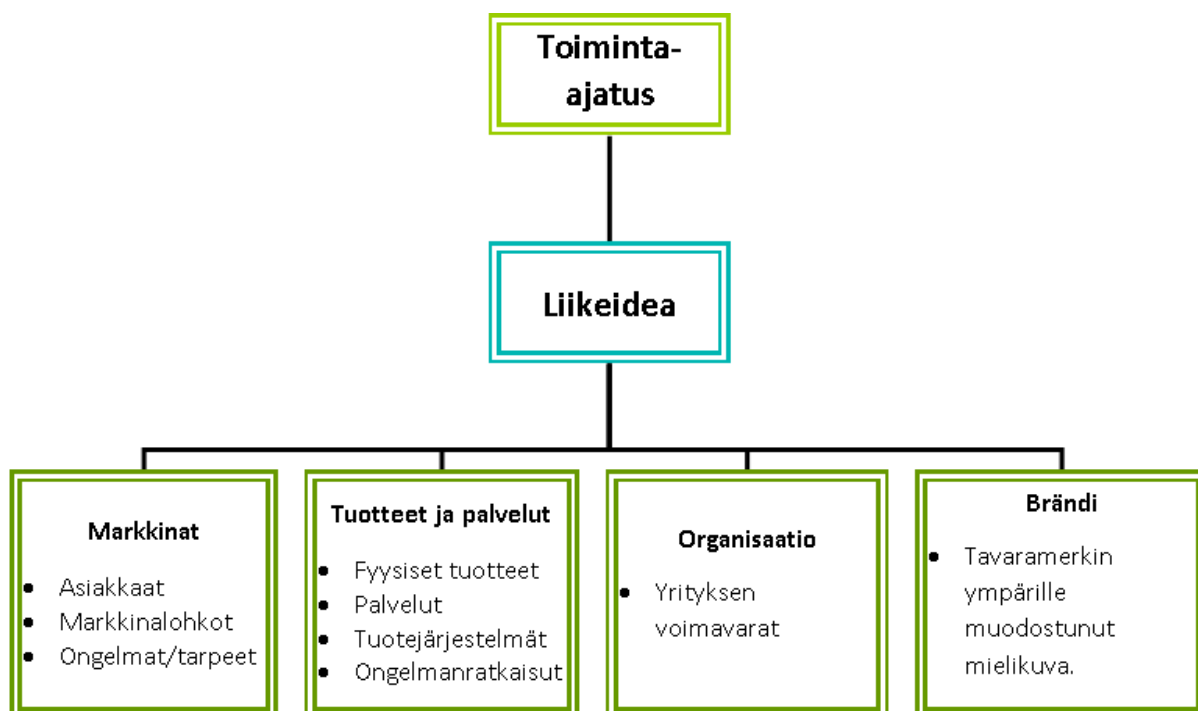 Toiminta-
ajatus
Liikeidea
Markkinat
• Asiakkaat
• Markkinalohkot
• Ongelmat/tarpeet
Tuotteet ja palvelut
• Fyysiset tuotteet
• Palvelut
• Tuotejärjestelmät
• Ongelmanratkaisut
Organisaatio
• Yrityksen
voimavarat
Brändi
• Tavaramerkin
ympärille
muodostunut
mielikuva.